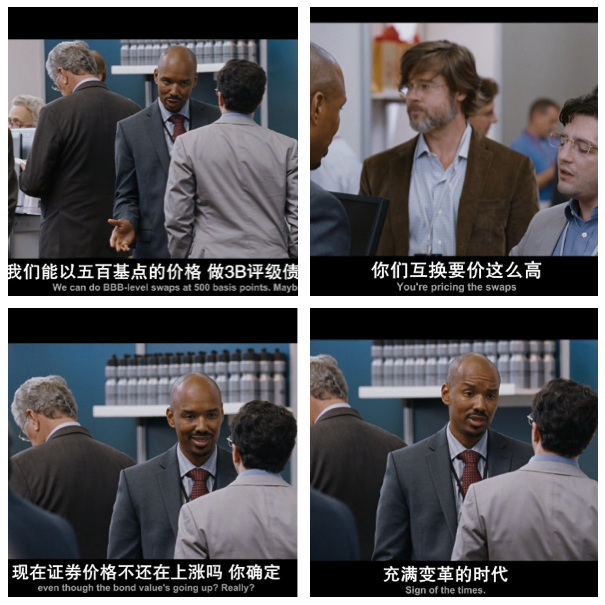 我们能以五百基点的价格 做3B评级债
We can do BBB-level swaps at 500 basis points. Mayb
你们互换要价这么高
You're pricing the swaps
现在证券价格不还在上涨吗 你确定
even though the bond value's going up? Really?
充满变革的时代
Sign of the times.